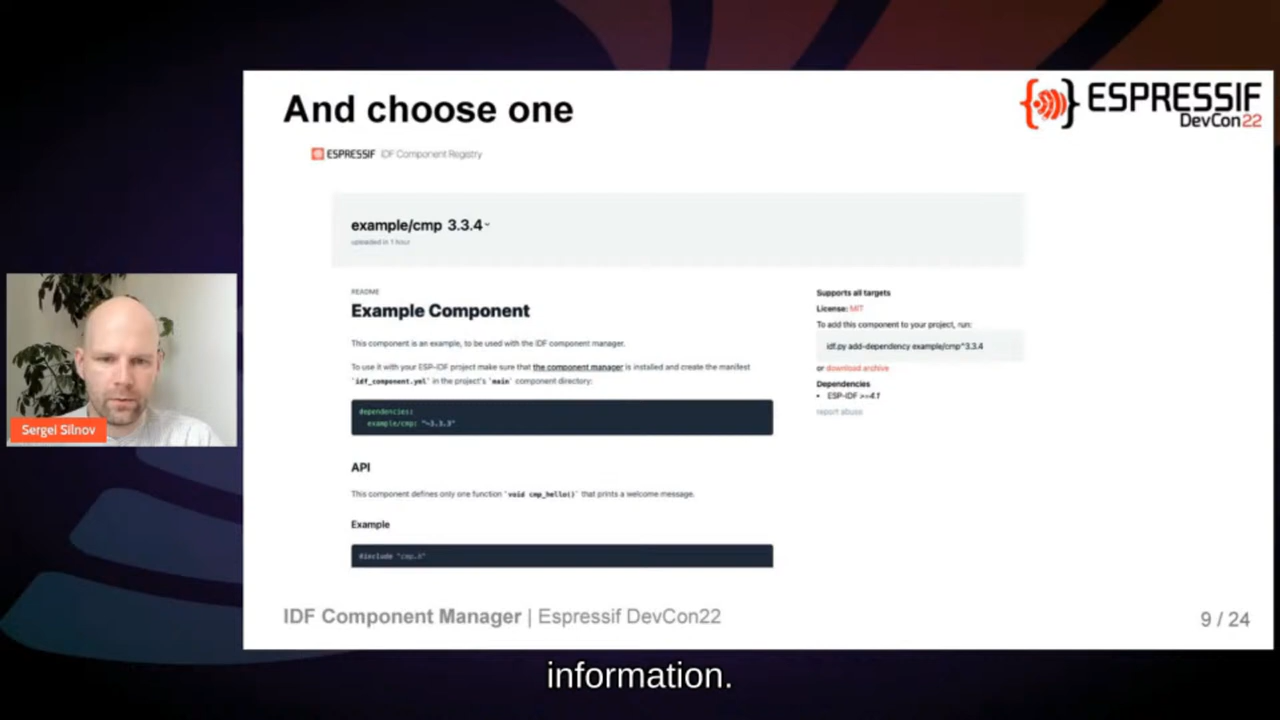 And choose one
ESPRESSIF
DevCon22
ESPRESSIF IDF Component Registry
example/cmp 3.3.4
uploaded in 1 hour
README
Example Component
This component is an example, to be used with the IDF component manager.
To use it with your ESP-IDF project make sure that the component manager is installed and create the manifest
`idf_component.yml` in the project's `main` component directory:
dependencies:
example/cmp: "~3.3.3"
API
This component defines only one function `void cmp_hello()` that prints a welcome message.
Example
#include "cmp.h"
Supports all targets
License: MIT
To add this component to your project, run:
idf.py add-dependency example/cmp^3.3.4
or download archive
Dependencies
• ESP-IDF >=4.1
report abuse
Sergei Silnov
IDF Component Manager | Espressif DevCon22
9 / 24
information.